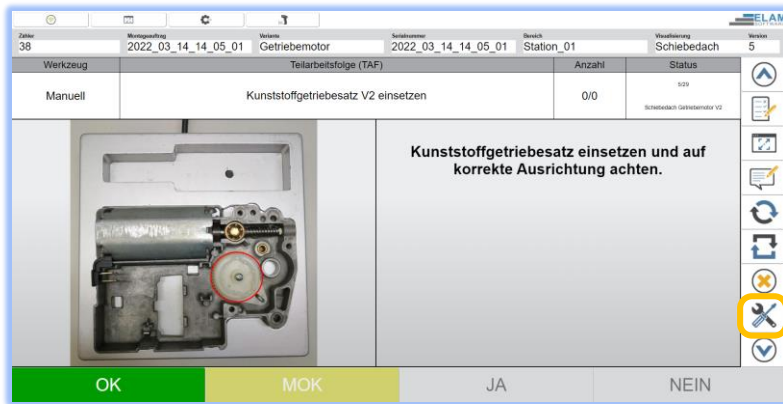 ELAM
Zähler
Montageauftrag
Variante
Serialnummer
Bereich
Visualisierung
Version
38
2022_03_14_14_05_01
Getriebemotor
2022_03_14_14_05_01
Station_01
Schiebedach
5
Werkzeug
Teilarbeitsfolge (TAF)
Anzahl
Status
Manuell
Kunststoffgetriebesatz V2 einsetzen
0/0
5/29
Schiebedach Getriebemotor V2
Kunststoffgetriebesatz einsetzen und auf
korrekte Ausrichtung achten.
OK
MOK
JA
NEIN